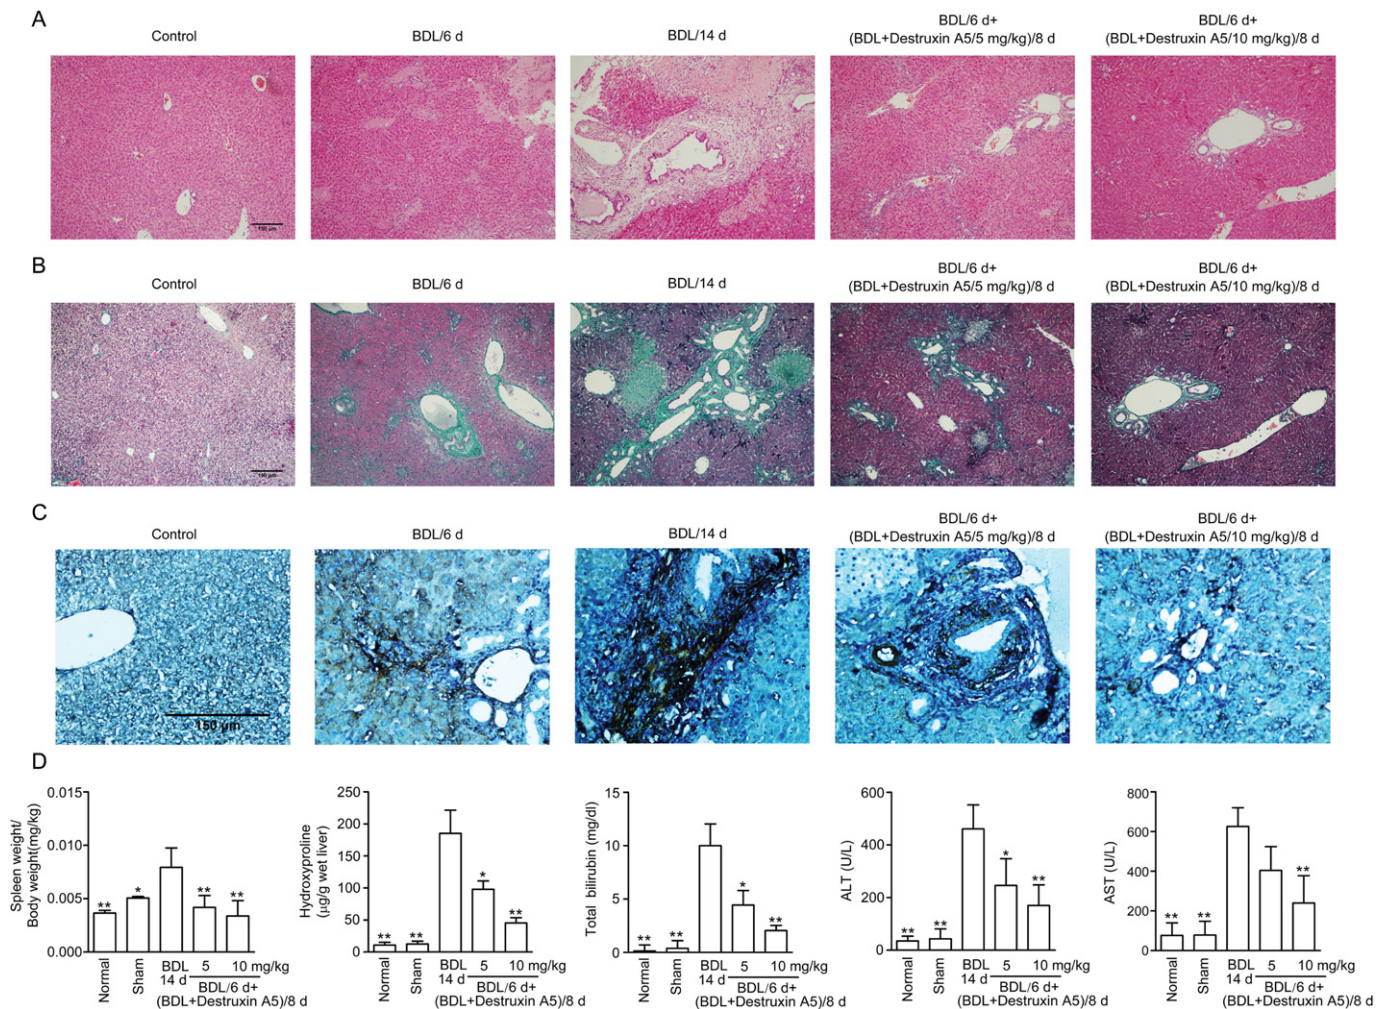 A
Control
BDL/6 d
BDL/14 d
BDL/6 d+
(BDL+Destruxin A5/5 mg/kg)/8 d
BDL/6 d+
(BDL+Destruxin A5/10 mg/kg)/8 d
150 µm
B
Control
BDL/6 d
BDL/14 d
BDL/6 d+
(BDL+Destruxin A5/5 mg/kg)/8 d
BDL/6 d+
(BDL+Destruxin A5/10 mg/kg)/8 d
150 µm
C
Control
BDL/6 d
BDL/14 d
BDL/6 d+
(BDL+Destruxin A5/5 mg/kg)/8 d
BDL/6 d+
(BDL+Destruxin A5/10 mg/kg)/8 d
150 µm
D
Spleen weight/
Body weight(mg/kg)
0.015
0.010
0.005
0.000
**
*
**
**
Normal
Sham
BDL
14 d
5
10 mg/kg
BDL/6 d+
(BDL+Destruxin A5)/8 d
Hydroxyproline
(µg/g wet liver)
250
200
150
100
50
0
**
**
*
**
Normal
Sham
BDL
14 d
5
10 mg/kg
BDL/6 d+
(BDL+Destruxin A5)/8 d
Total bilirubin (mg/dl)
15
10
5
0
**
**
*
**
Normal
Sham
BDL
14 d
5
10 mg/kg
BDL/6 d+
(BDL+Destruxin A5)/8 d
ALT (U/L)
600
400
200
0
**
**
*
**
Normal
Sham
BDL
14 d
5
10 mg/kg
BDL/6 d+
(BDL+Destruxin A5)/8 d
AST (U/L)
800
600
400
200
0
**
**
**
Normal
Sham
BDL
14 d
5
10 mg/kg
BDL/6 d+
(BDL+Destruxin A5)/8 d